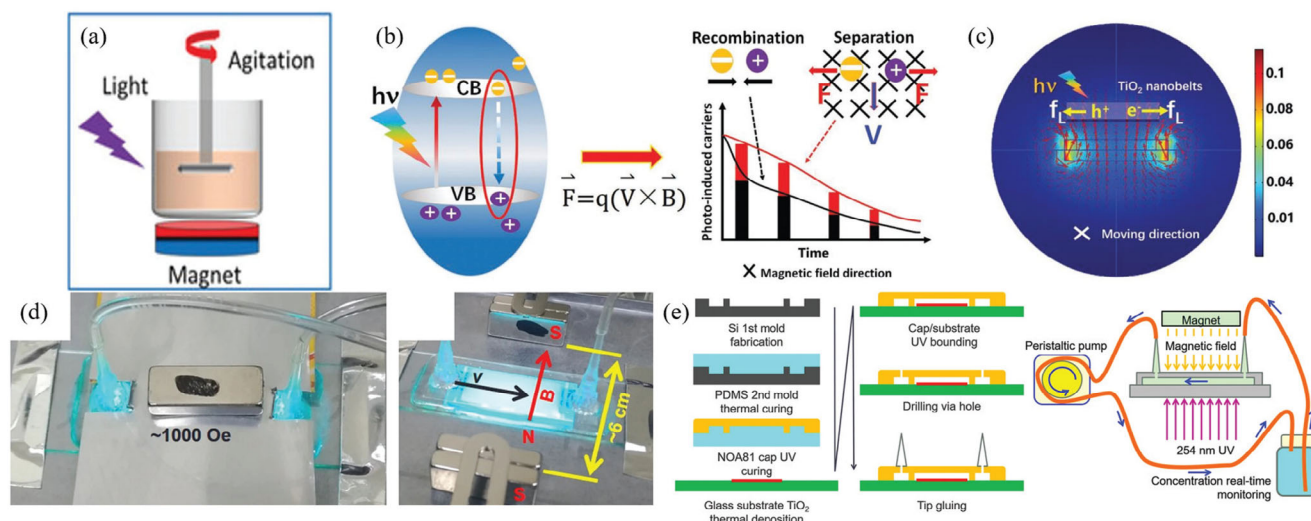 (a)
Agitation
Light
Magnet
(b)
hν
CB
VB
F=q(V×B)
Recombination
Separation
F
F
V
Photo-induced carriers
Time
× Magnetic field direction
(c)
hν
TiO2 nanobelts
fL
h+
e-
fL
× Moving direction
0.1
0.08
0.06
0.04
0.01
(d)
~1000 Oe
S
v
B
N
~6 cm
S
(e)
Si 1st mold
fabrication
PDMS 2nd mold
thermal curing
NOA81 cap UV
curing
Glass substrate TiO2
thermal deposition
Cap/substrate
UV bounding
Drilling via hole
Tip gluing
Peristaltic pump
Magnet
Magnetic field
254 nm UV
Concentration real-time
monitoring